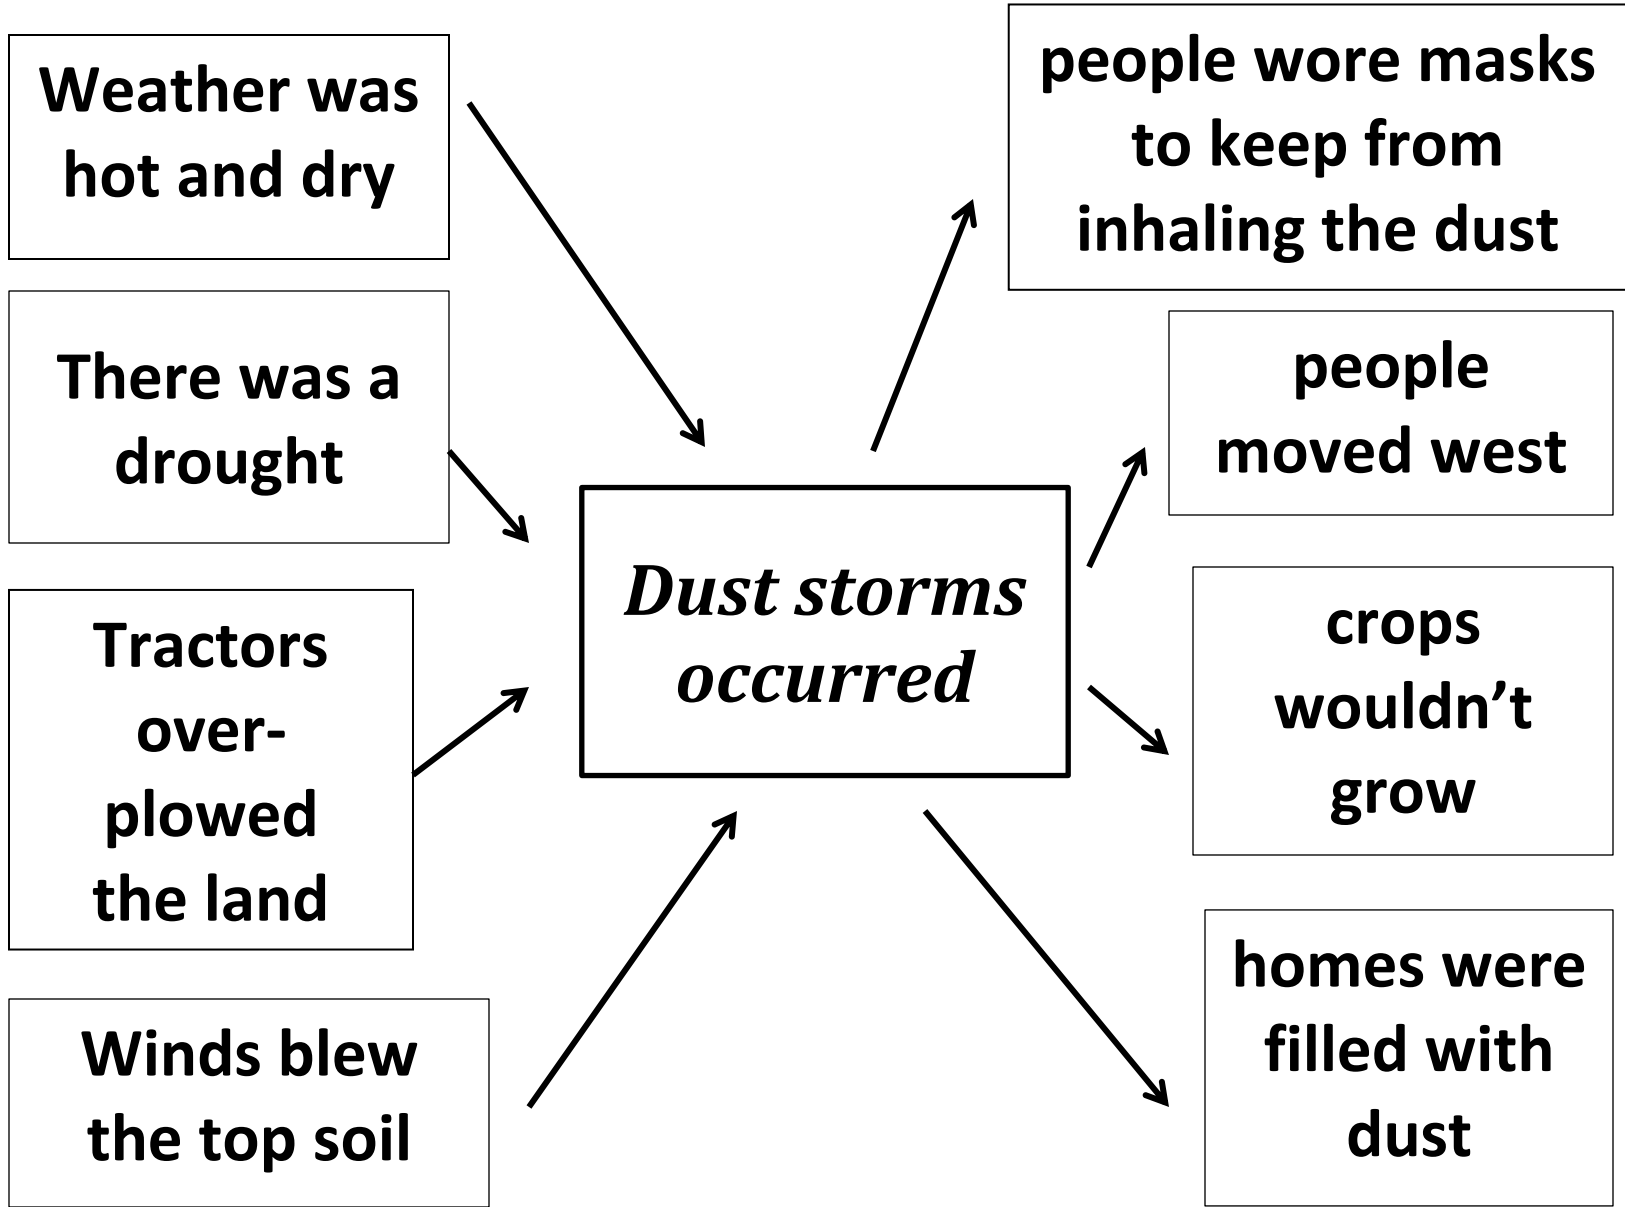 Weather was
hot and dry
There was a
drought
Tractors
over-
plowed
the land
Winds blew
the top soil
Dust storms
occurred
people wore masks
to keep from
inhaling the dust
people
moved west
crops
wouldn’t
grow
homes were
filled with
dust